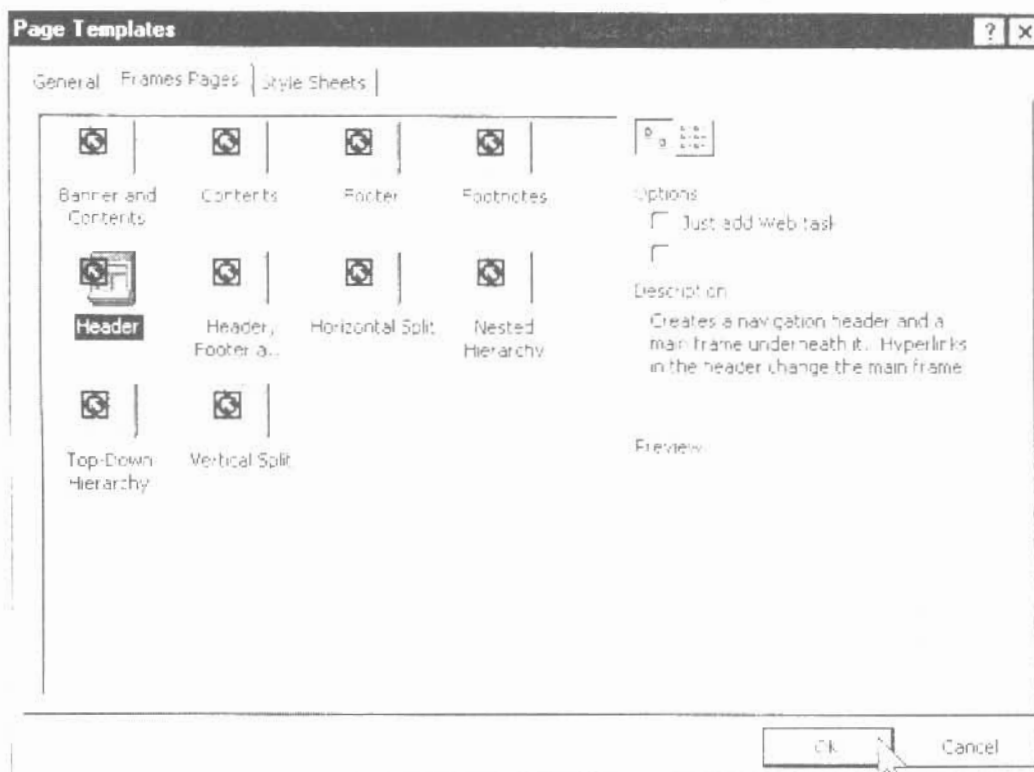 Page Templates
General Frames Pages Style Sheets
Banner and
Contents
Contents
Footer
Footnotes
Header
Header,
Footer a...
Horizontal Split
Nested
Hierarchy
Top-Down
Hierarchy
Vertical Split
Options
Just add Web task
Description
Creates a navigation header and a
main frame underneath it. Hyperlinks
in the header change the main frame
Preview
OK
Cancel